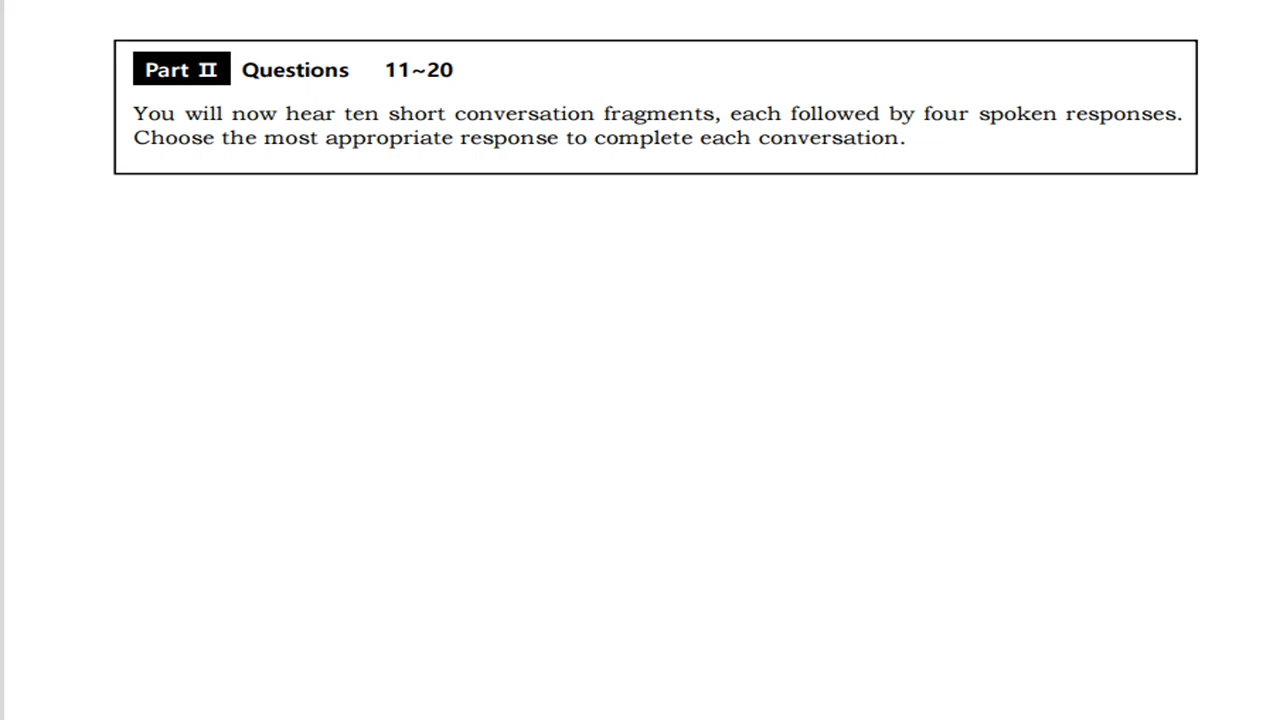 Part Ⅱ Questions 11~20
You will now hear ten short conversation fragments, each followed by four spoken responses.
Choose the most appropriate response to complete each conversation.